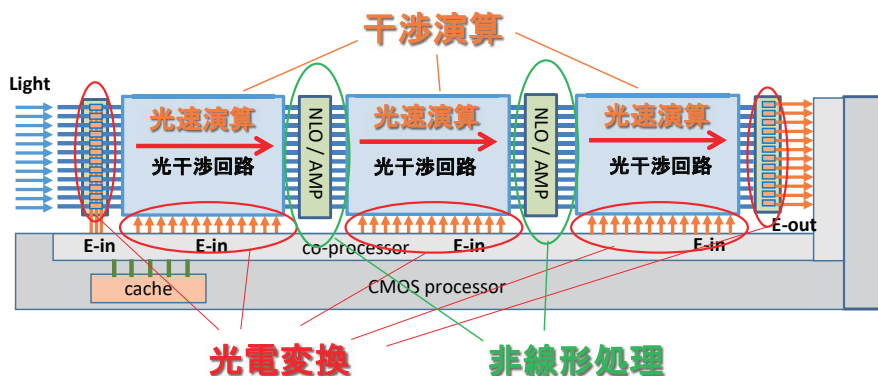 干渉演算
Light
光速演算
光干渉回路
NLO / AMP
光速演算
光干渉回路
NLO / AMP
光速演算
光干渉回路
E-in
E-in
co-processor
E-in
E-in
E-out
cache
CMOS processor
光電変換
非線形処理